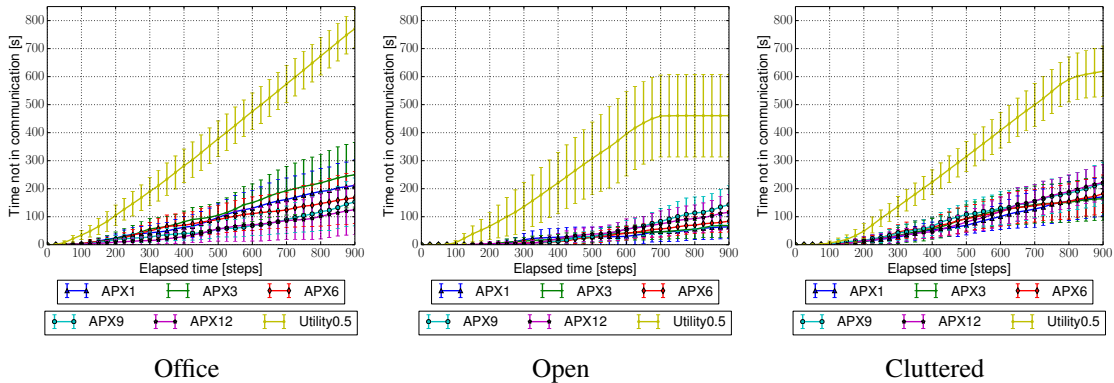 Time not in communication [s]
800
700
600
500
400
300
200
100
0
0 100 200 300 400 500 600 700 800 900
Elapsed time [steps]
APX1 APX3 APX6
APX9 APX12 Utility0.5
Office
Time not in communication [s]
800
700
600
500
400
300
200
100
0
0 100 200 300 400 500 600 700 800 900
Elapsed time [steps]
APX1 APX3 APX6
APX9 APX12 Utility0.5
Open
Time not in communication [s]
800
700
600
500
400
300
200
100
0
0 100 200 300 400 500 600 700 800 900
Elapsed time [steps]
APX1 APX3 APX6
APX9 APX12 Utility0.5
Cluttered